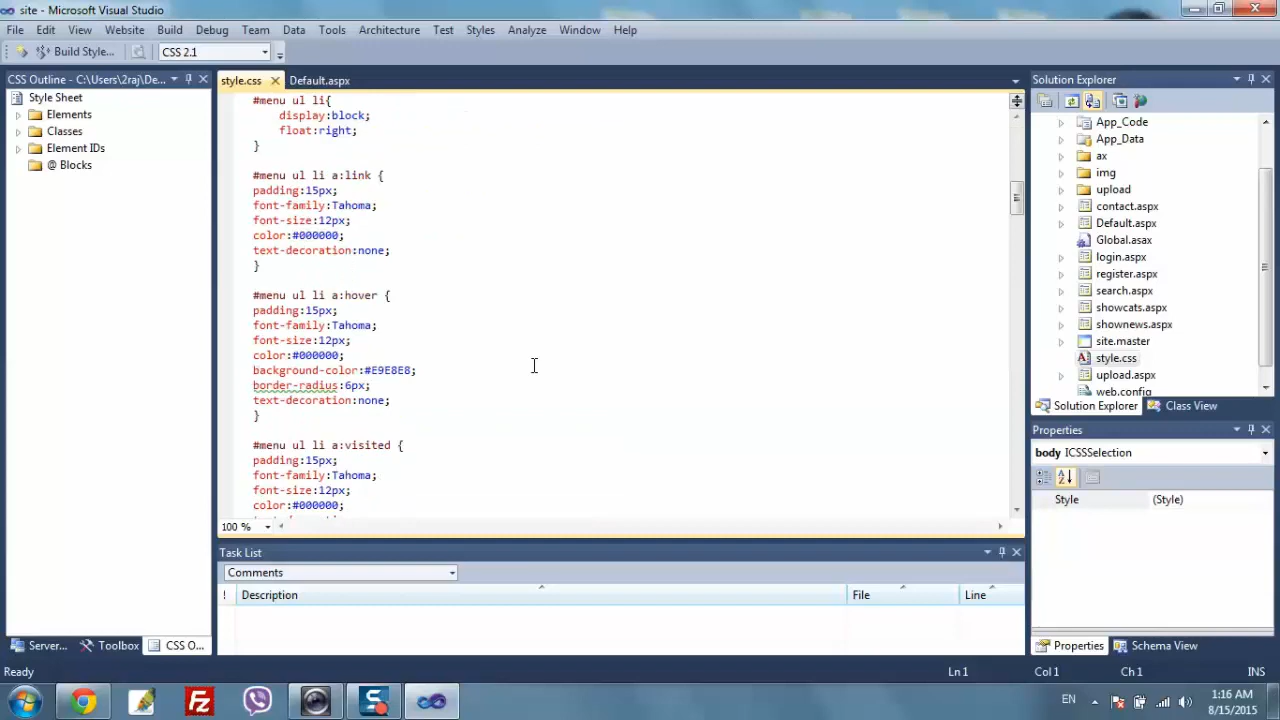 site - Microsoft Visual Studio
File Edit View Website Build Debug Team Data Tools Architecture Test Styles Analyze Window Help
Build Style... CSS 2.1
CSS Outline - C:\Users\2raj\De...
Style Sheet
Elements
Classes
Element IDs
@ Blocks
Server... Toolbox CSS O...
style.css Default.aspx
#menu ul li{
display:block;
float:right;
}
#menu ul li a:link {
padding:15px;
font-family:Tahoma;
font-size:12px;
color:#000000;
text-decoration:none;
}
#menu ul li a:hover {
padding:15px;
font-family:Tahoma;
font-size:12px;
color:#000000;
background-color:#E9E8E8;
border-radius:6px;
text-decoration:none;
}
#menu ul li a:visited {
padding:15px;
font-family:Tahoma;
font-size:12px;
color:#000000;
100 %
Task List
Comments
! Description File Line
Solution Explorer
App_Code
App_Data
ax
img
upload
contact.aspx
Default.aspx
Global.asax
login.aspx
register.aspx
search.aspx
showcats.aspx
shownews.aspx
site.master
style.css
upload.aspx
web.config
Solution Explorer Class View
Properties
body ICSSSelection
Style (Style)
Properties Schema View
Ready Ln 1 Col 1 Ch 1 INS
EN 1:16 AM
8/15/2015